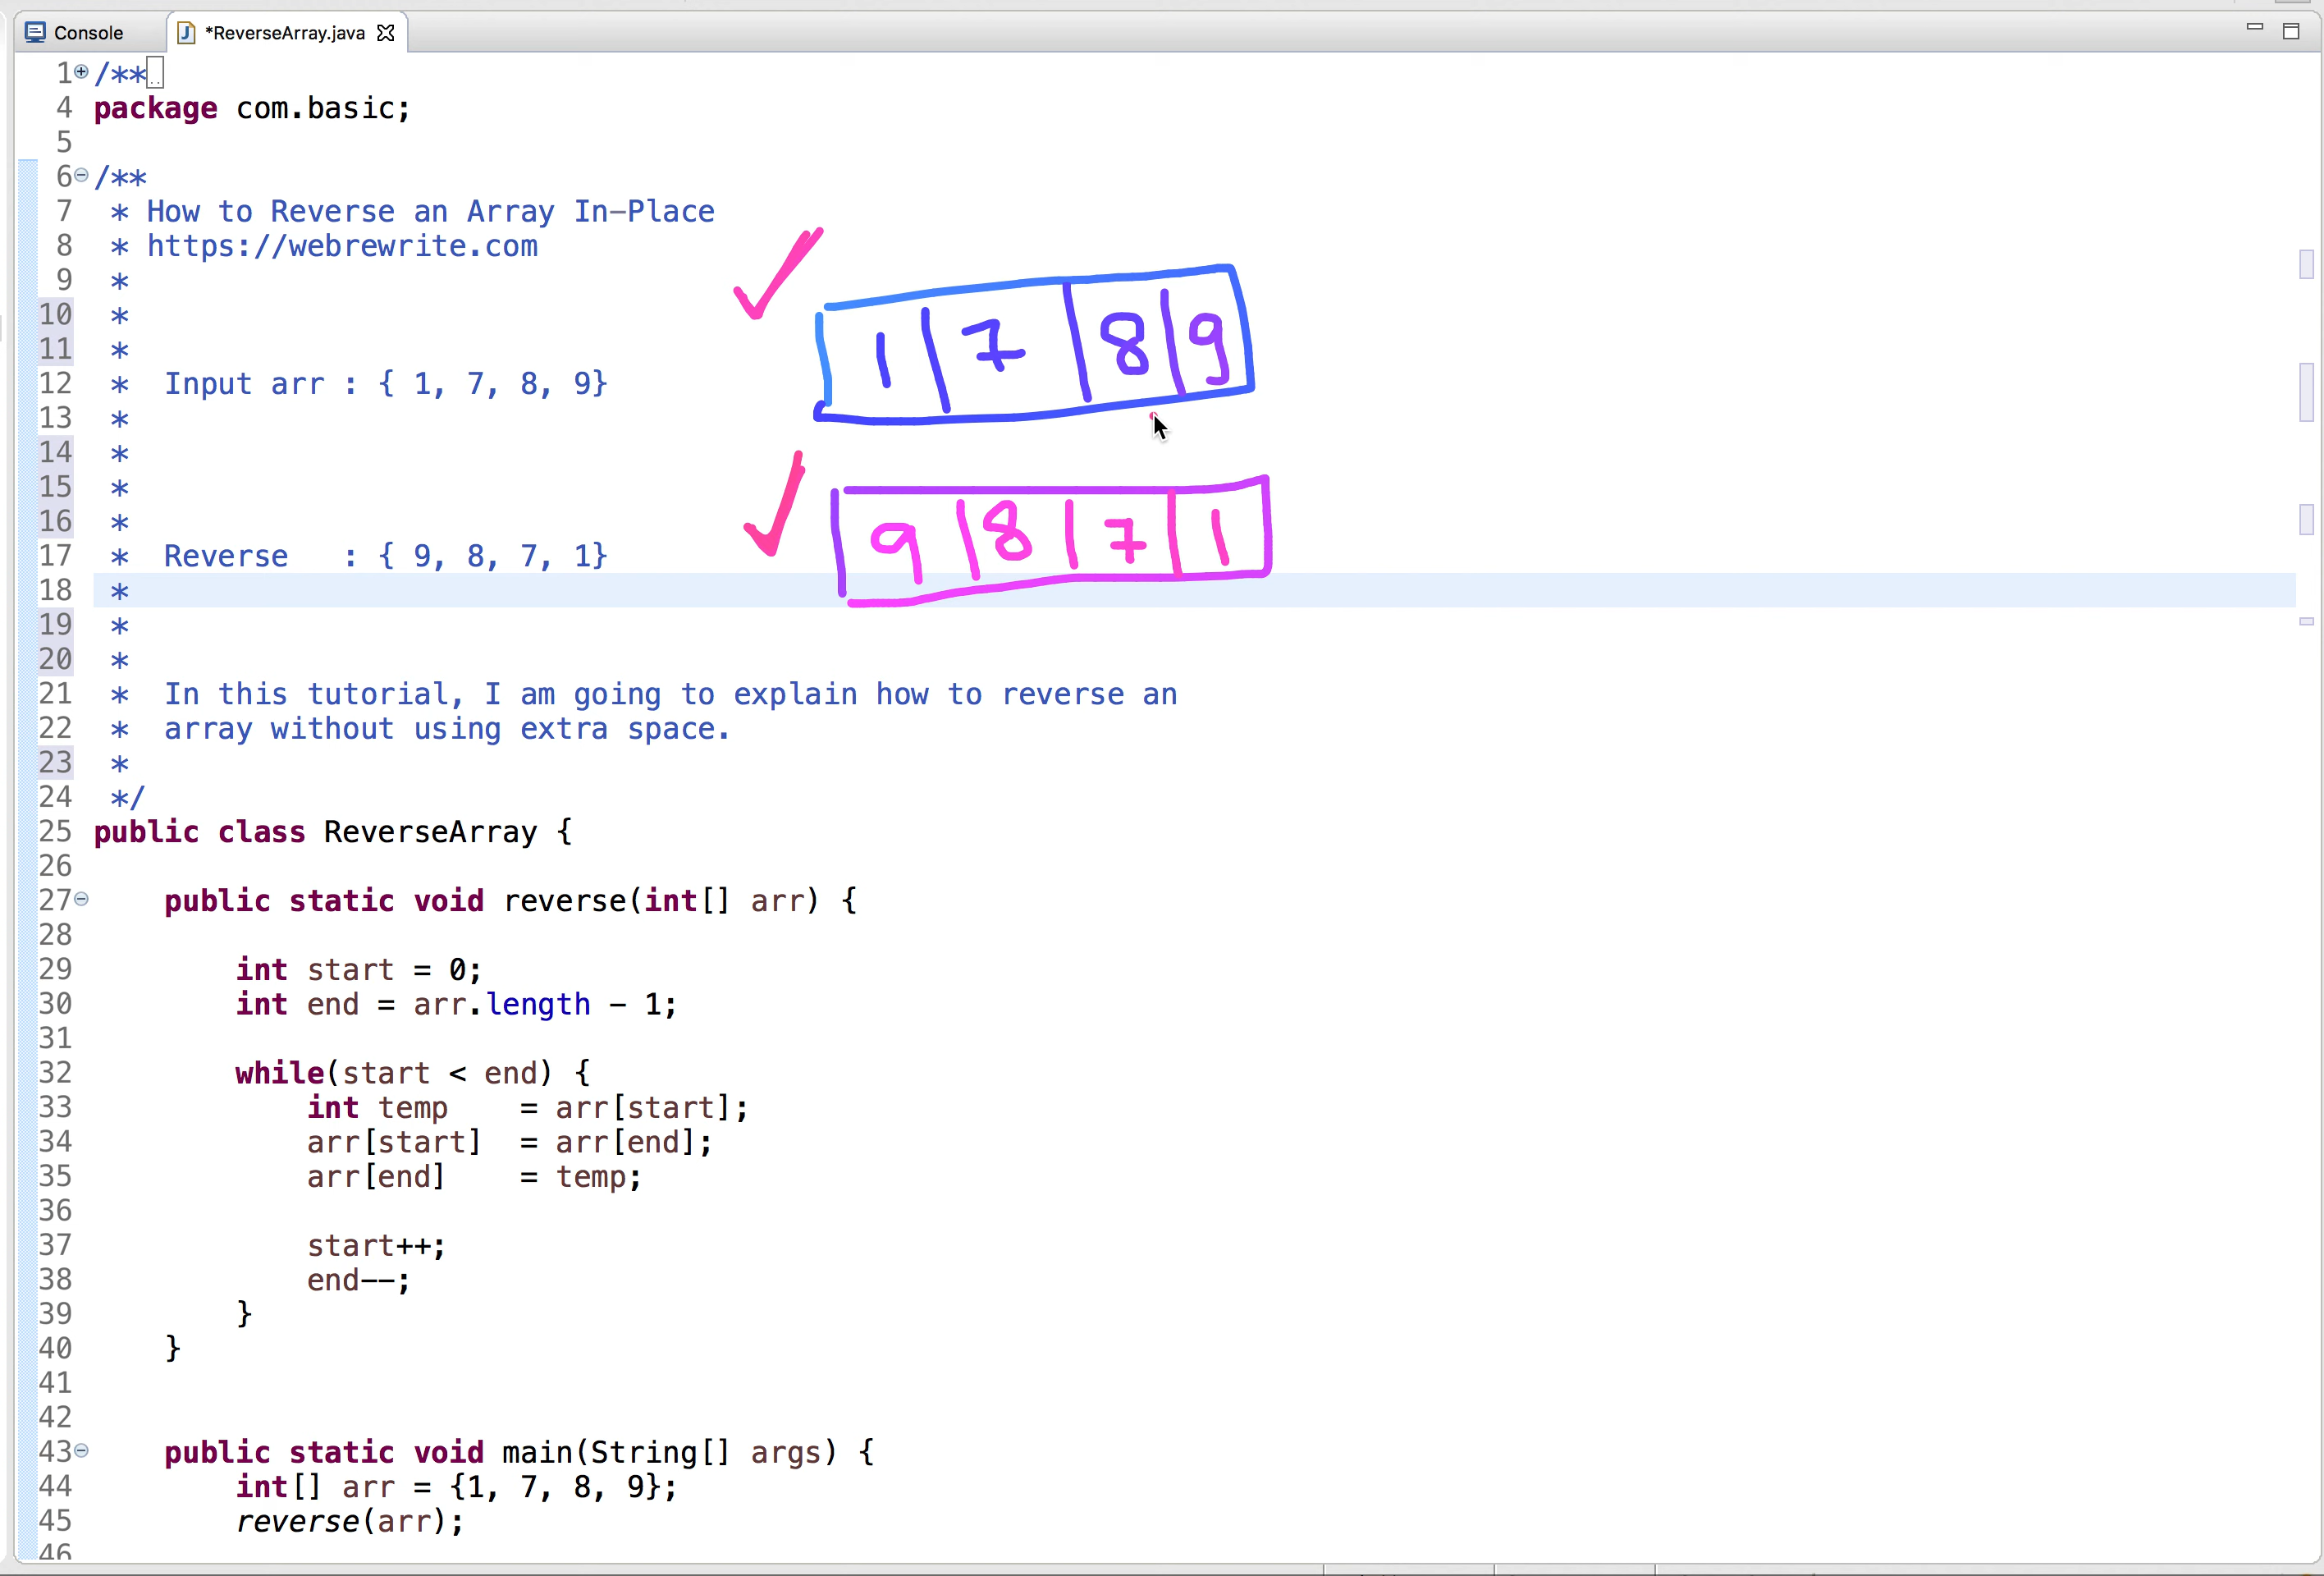 Console *ReverseArray.java
1 /**
4 package com.basic;
5
6 /**
7 * How to Reverse an Array In-Place
8 * https://webrewrite.com
9 *
10 *
11 *
1 7 8 9
12 * Input arr : { 1, 7, 8, 9}
13 *
14 *
15 *
16 *
9 8 7 1
17 * Reverse : { 9, 8, 7, 1}
18 *
19 *
20 *
21 * In this tutorial, I am going to explain how to reverse an
22 * array without using extra space.
23 *
24 */
25 public class ReverseArray {
26
27 public static void reverse(int[] arr) {
28
29 int start = 0;
30 int end = arr.length - 1;
31
32 while(start < end) {
33 int temp = arr[start];
34 arr[start] = arr[end];
35 arr[end] = temp;
36
37 start++;
38 end--;
39 }
40 }
41
42
43 public static void main(String[] args) {
44 int[] arr = {1, 7, 8, 9};
45 reverse(arr);
46